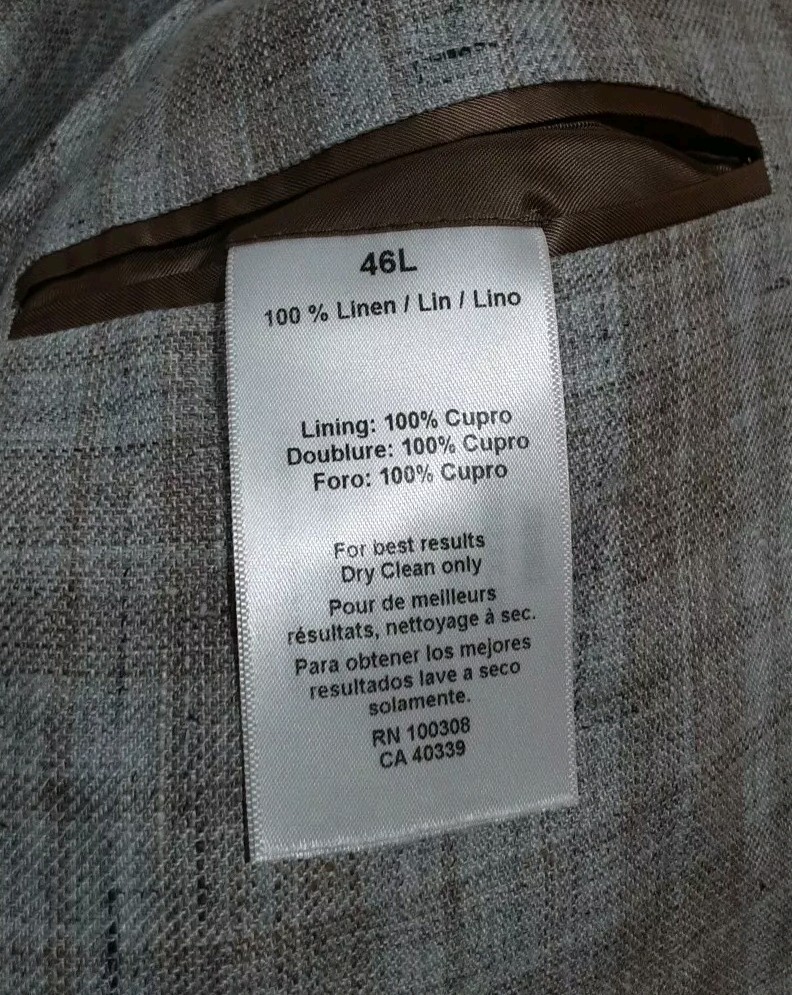 46L
100 % Linen / Lin / Lino
Lining: 100% Cupro
Doublure: 100% Cupro
Foro: 100% Cupro
For best results
Dry Clean only
Pour de meilleurs
résultats, nettoyage à sec.
Para obtener los mejores
resultados lave a seco
solamente.
RN 100308
CA 40339